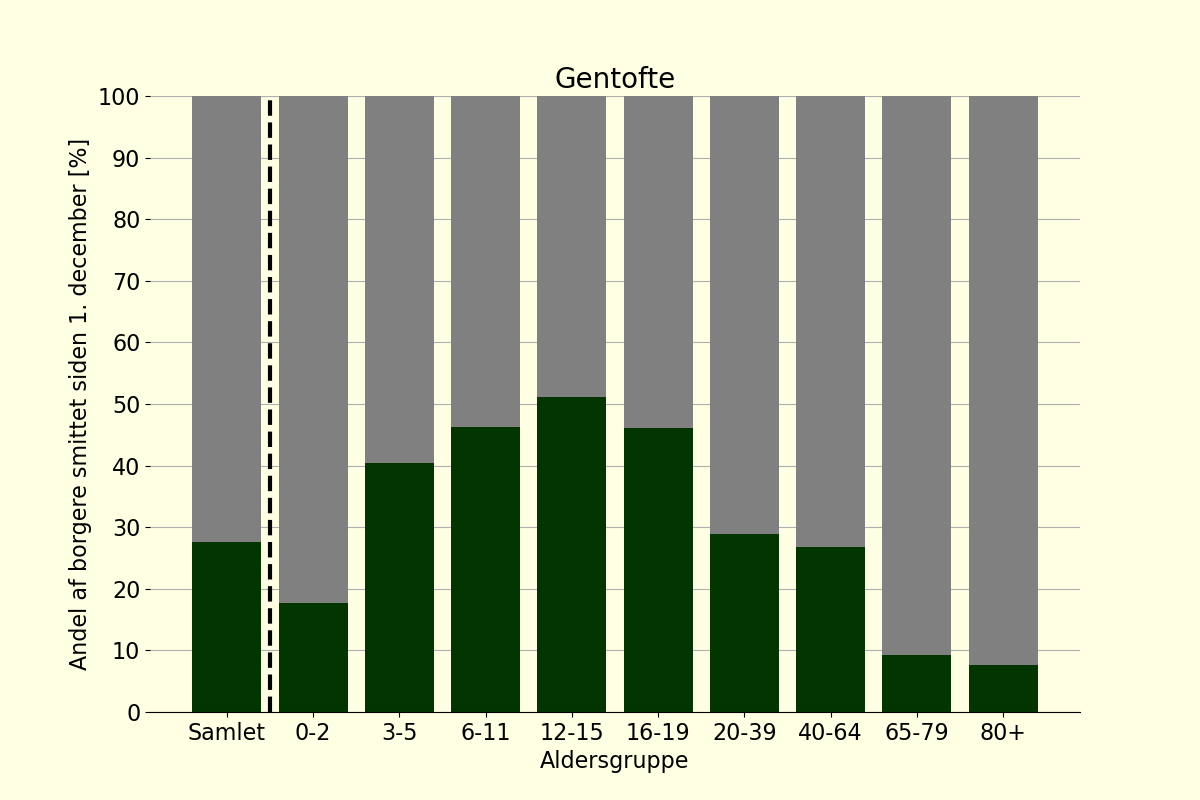 Gentofte
Andel af borgere smittet siden 1. december [%]
100
90
80
70
60
50
40
30
20
10
0
Samlet 0-2 3-5 6-11 12-15 16-19 20-39 40-64 65-79 80+
Aldersgruppe